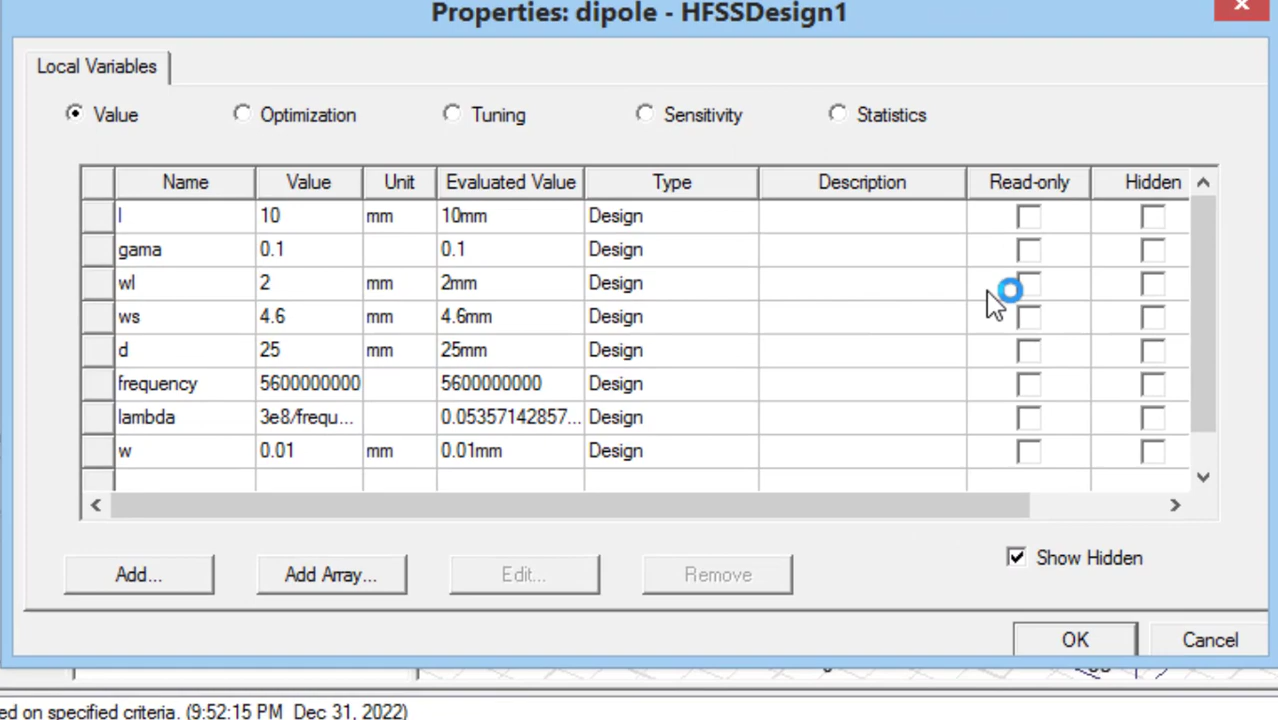 Properties: dipole - HFSSDesign1
Local Variables
Value Optimization Tuning Sensitivity Statistics
Name Value Unit Evaluated Value Type Description Read-only Hidden
l 10 mm 10mm Design
gama 0.1 0.1 Design
wl 2 mm 2mm Design
ws 4.6 mm 4.6mm Design
d 25 mm 25mm Design
frequency 5600000000 5600000000 Design
lambda 3e8/frequ... 0.05357142857... Design
w 0.01 mm 0.01mm Design
Show Hidden
Add... Add Array... Edit... Remove
OK Cancel
ed on specified criteria. (9:52:15 PM Dec 31, 2022)